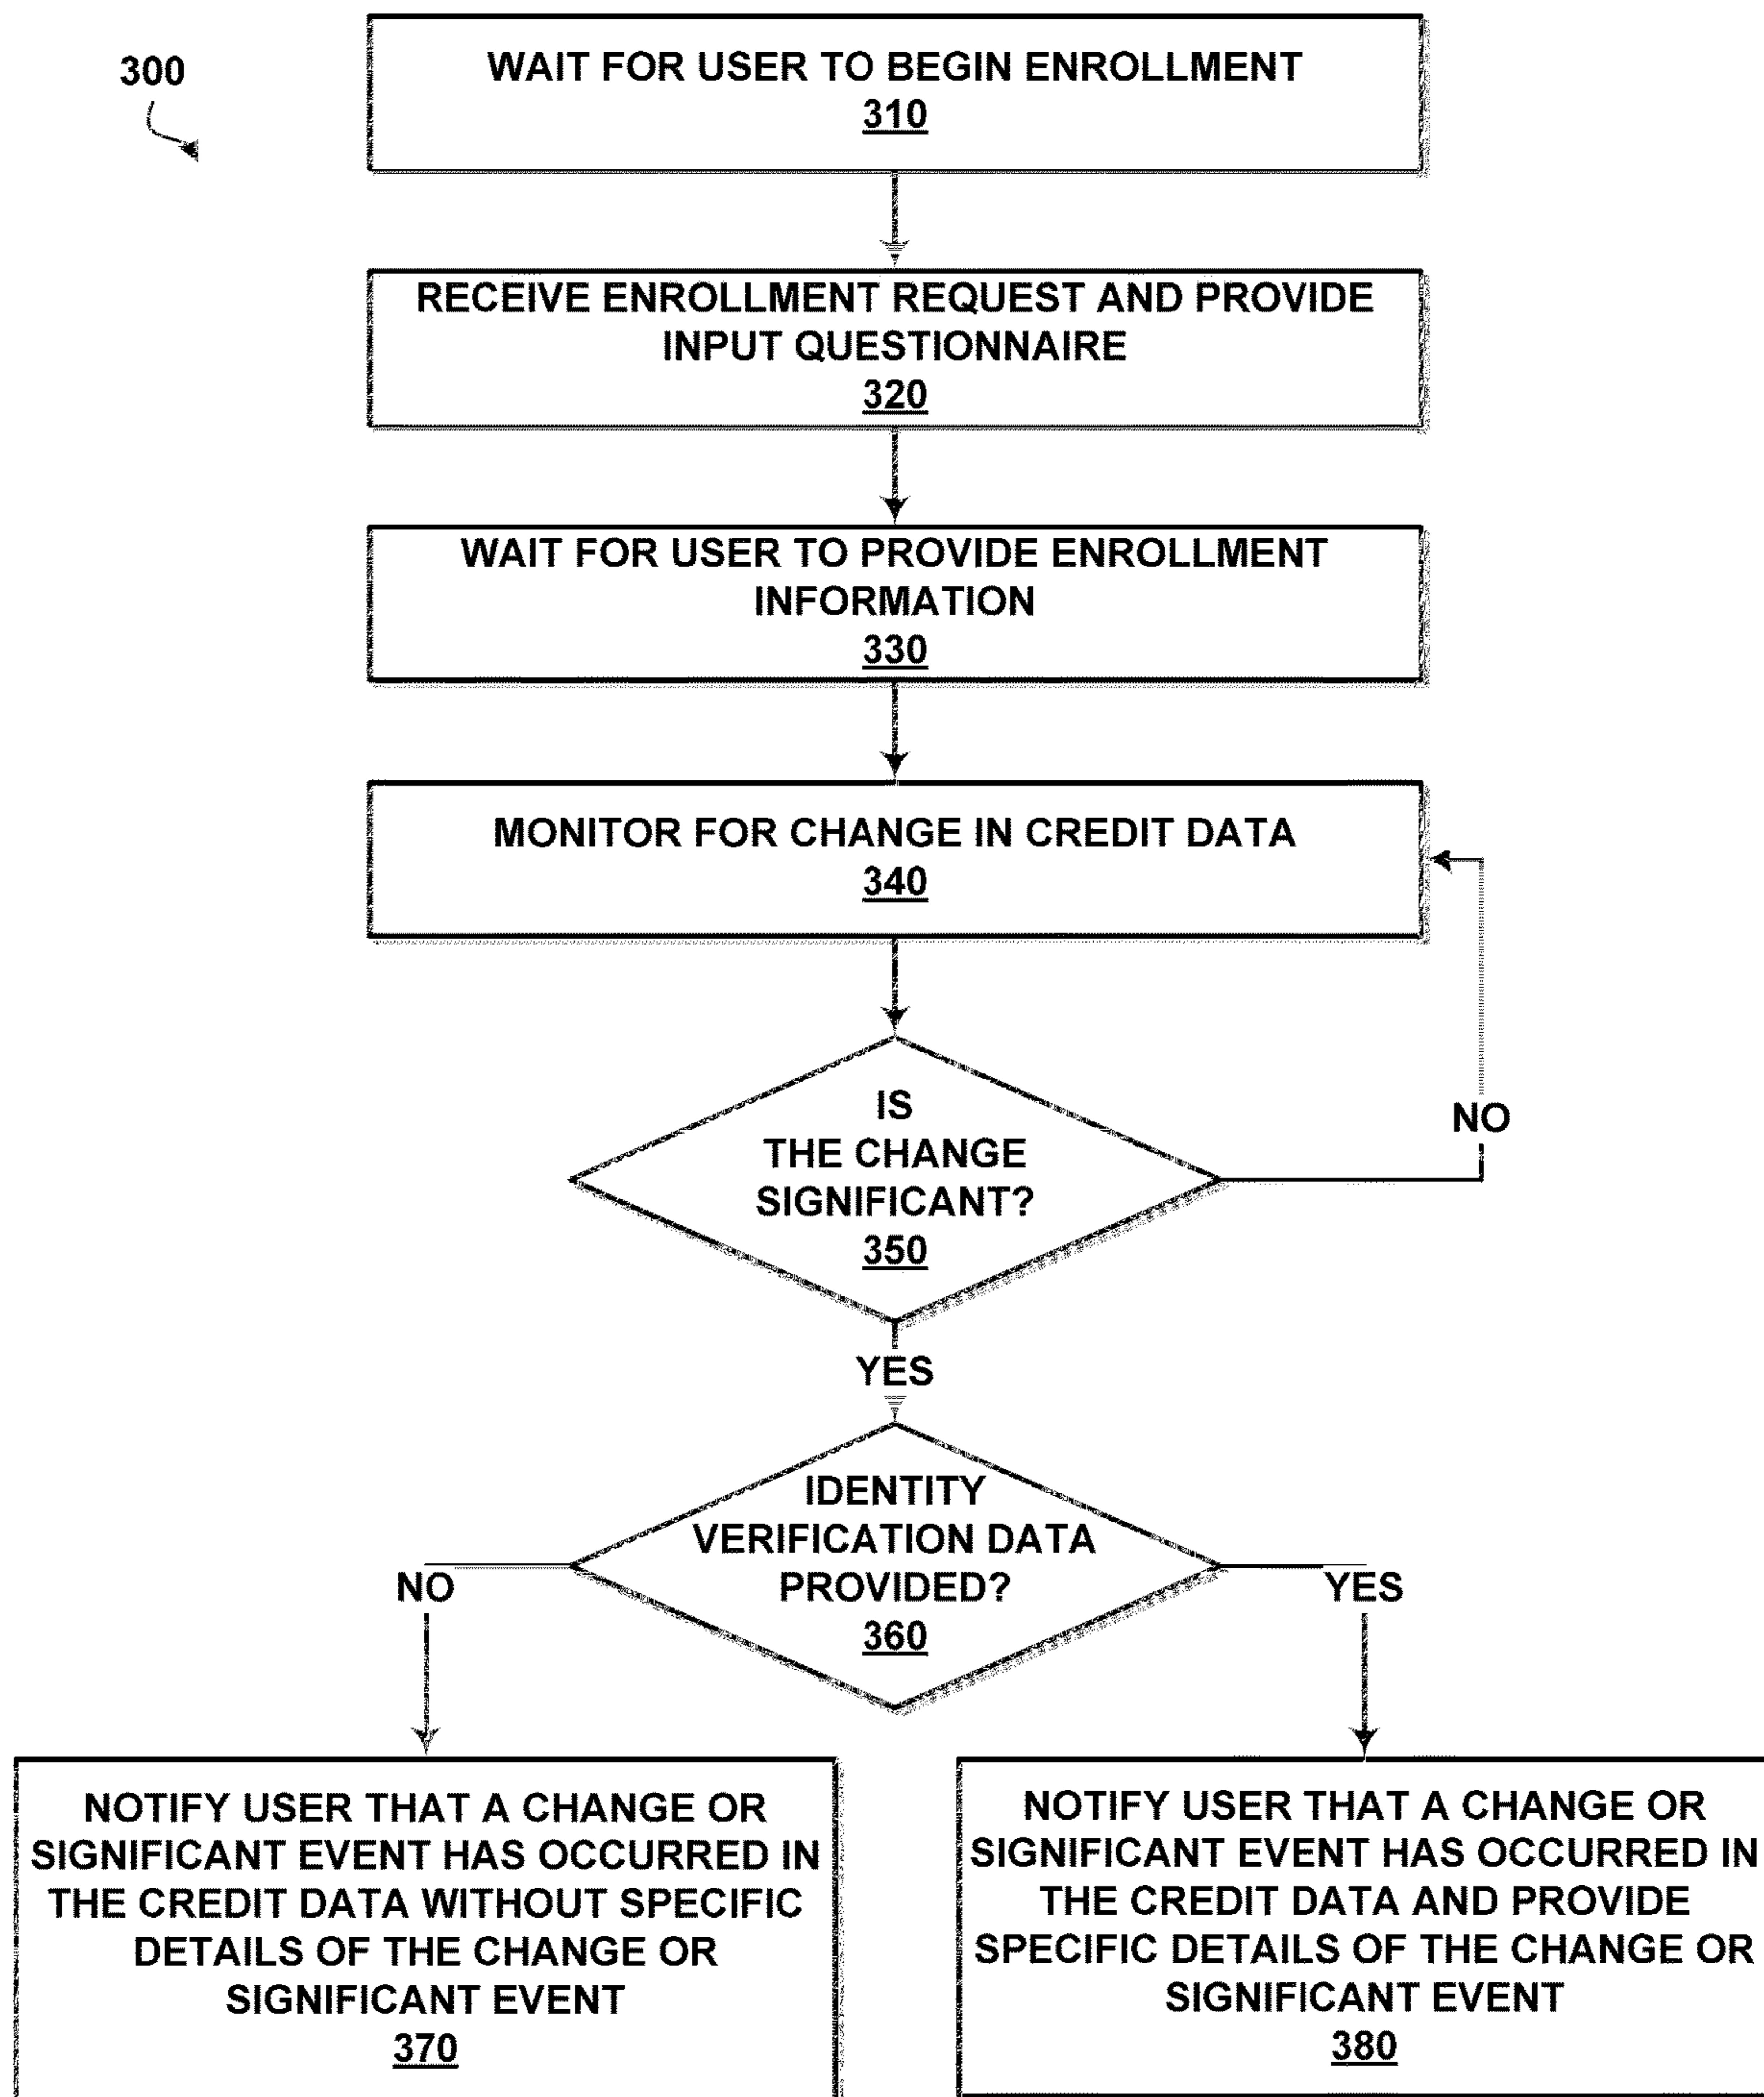 300
WAIT FOR USER TO BEGIN ENROLLMENT
310
RECEIVE ENROLLMENT REQUEST AND PROVIDE
INPUT QUESTIONNAIRE
320
WAIT FOR USER TO PROVIDE ENROLLMENT
INFORMATION
330
MONITOR FOR CHANGE IN CREDIT DATA
340
IS
THE CHANGE
SIGNIFICANT?
350
NO
YES
IDENTITY
VERIFICATION DATA
PROVIDED?
360
NO
YES
NOTIFY USER THAT A CHANGE OR
SIGNIFICANT EVENT HAS OCCURRED IN
THE CREDIT DATA WITHOUT SPECIFIC
DETAILS OF THE CHANGE OR
SIGNIFICANT EVENT
370
NOTIFY USER THAT A CHANGE OR
SIGNIFICANT EVENT HAS OCCURRED IN
THE CREDIT DATA AND PROVIDE
SPECIFIC DETAILS OF THE CHANGE OR
SIGNIFICANT EVENT
380